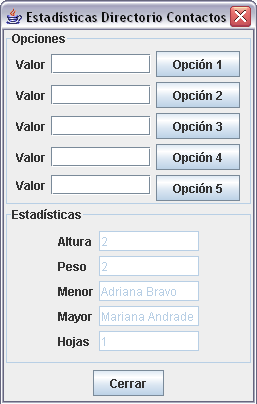 Estadísticas Directorio Contactos
Opciones
Valor Opción 1
Valor Opción 2
Valor Opción 3
Valor Opción 4
Valor Opción 5
Estadísticas
Altura 2
Peso 2
Menor Adriana Bravo
Mayor Mariana Andrade
Hojas 1
Cerrar